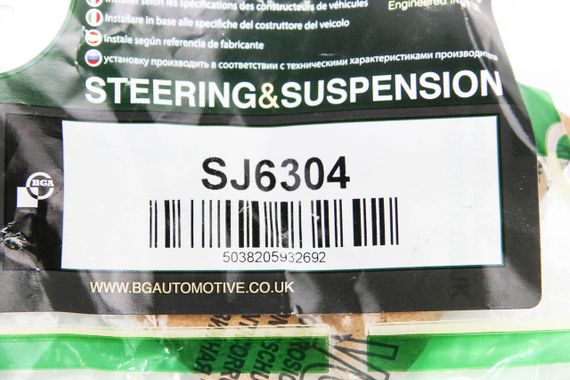 Installer selon les spécifications des constructeurs de véhicules
Engineered
Installare in base alle specifiche del costruttore del veicolo
Instale según referencia de fabricante
установку производить в соответствии с техническими характеристиками производителя
STEERING&SUSPENSION
BGA
SJ6304
5038205932692
WWW.BGAUTOMOTIVE.CO.UK